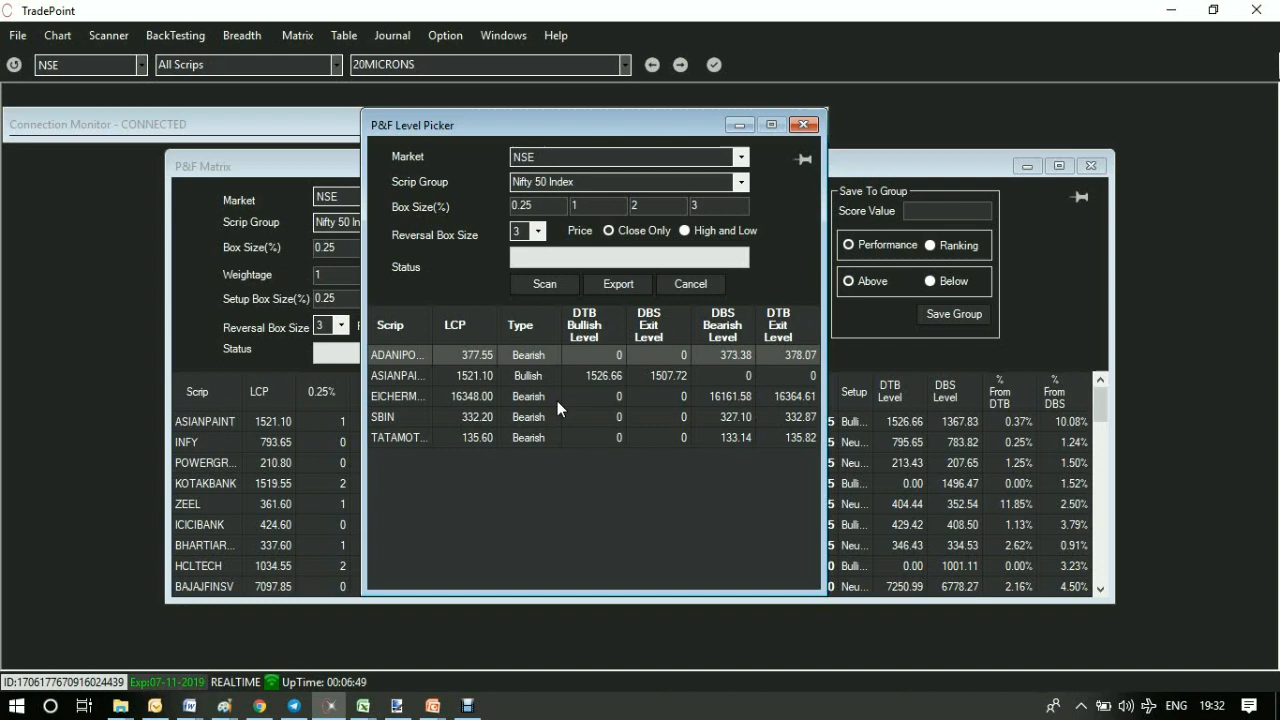 TradePoint
File Chart Scanner BackTesting Breadth Matrix Table Journal Option Windows Help
NSE All Scrips 20MICRONS
Connection Monitor - CONNECTED
P&F Matrix
Market NSE
Scrip Group Nifty 50 In
Box Size(%) 0.25
Weightage 1
Setup Box Size(%) 0.25
Reversal Box Size 3
Status
Scrip LCP 0.25%
ASIANPAINT 1521.10 1
INFY 793.65 0
POWERGR... 210.80 0
KOTAKBANK 1519.55 2
ZEEL 361.60 1
ICICIBANK 424.60 0
BHARTIAR... 337.60 1
HCLTECH 1034.55 2
BAJAJFINSV 7097.85 0
P&F Level Picker
Market NSE
Scrip Group Nifty 50 Index
Box Size(%) 0.25 1 2 3
Reversal Box Size 3 Price Close Only High and Low
Status
Scan Export Cancel
Scrip LCP Type DTB Bullish Level DBS Exit Level DBS Bearish Level DTB Exit Level
ADANIPO... 377.55 Bearish 0 0 373.38 378.07
ASIANPAI... 1521.10 Bullish 1526.66 1507.72 0 0
EICHERM... 16348.00 Bearish 0 0 16161.58 16364.61
SBIN 332.20 Bearish 0 0 327.10 332.87
TATAMOT... 135.60 Bearish 0 0 133.14 135.82
Save To Group
Score Value
Performance Ranking
Above Below
Save Group
Setup DTB Level DBS Level % From DTB % From DBS
5 Bulli... 1526.66 1367.83 0.37% 10.08%
5 Neu... 795.65 783.82 0.25% 1.24%
5 Neu... 213.43 207.65 1.25% 1.50%
5 Bulli... 0.00 1496.47 0.00% 1.52%
5 Neu... 404.44 352.54 11.85% 2.50%
5 Bulli... 429.42 408.50 1.13% 3.79%
5 Neu... 346.43 334.53 2.62% 0.91%
0 Bulli... 0.00 1001.11 0.00% 3.23%
0 Neu... 7250.99 6778.27 2.16% 4.50%
ID:1706177670916024439 Exp:07-11-2019 REALTIME UpTime: 00:06:49
ENG 19:32